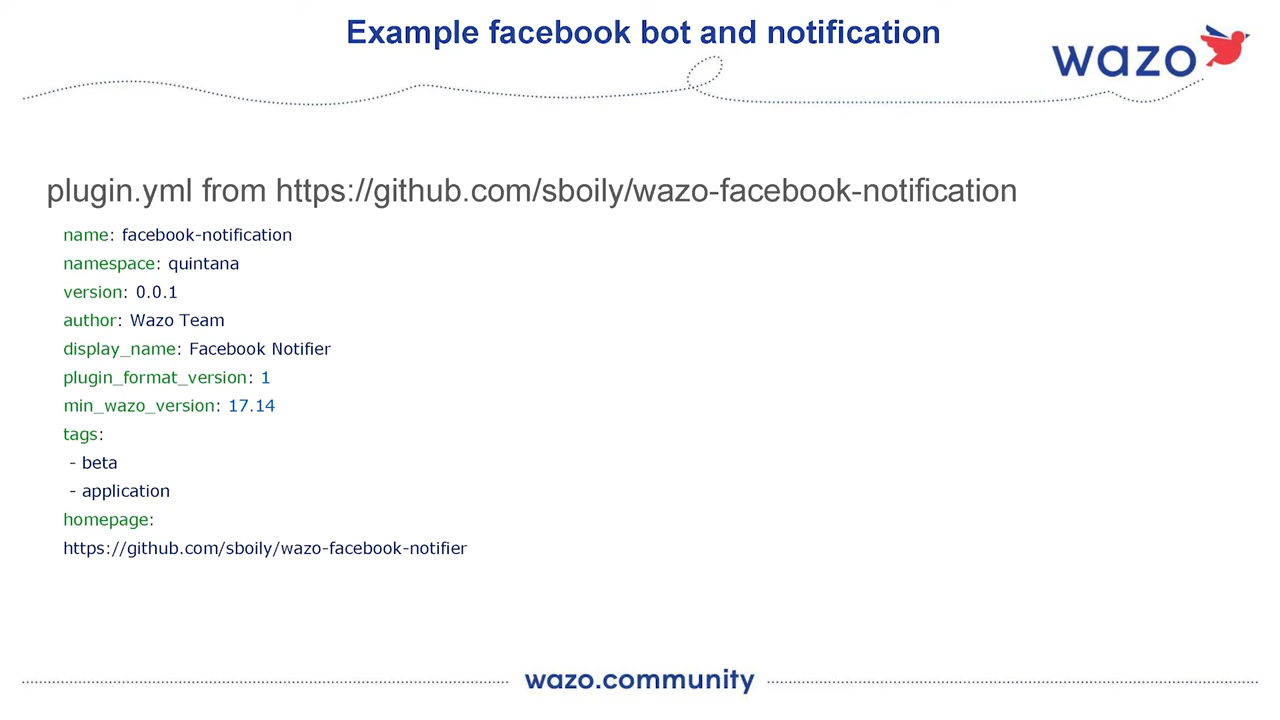 Example facebook bot and notification
wazo
plugin.yml from https://github.com/sboily/wazo-facebook-notification
name: facebook-notification
namespace: quintana
version: 0.0.1
author: Wazo Team
display_name: Facebook Notifier
plugin_format_version: 1
min_wazo_version: 17.14
tags:
- beta
- application
homepage:
https://github.com/sboily/wazo-facebook-notifier
wazo.community